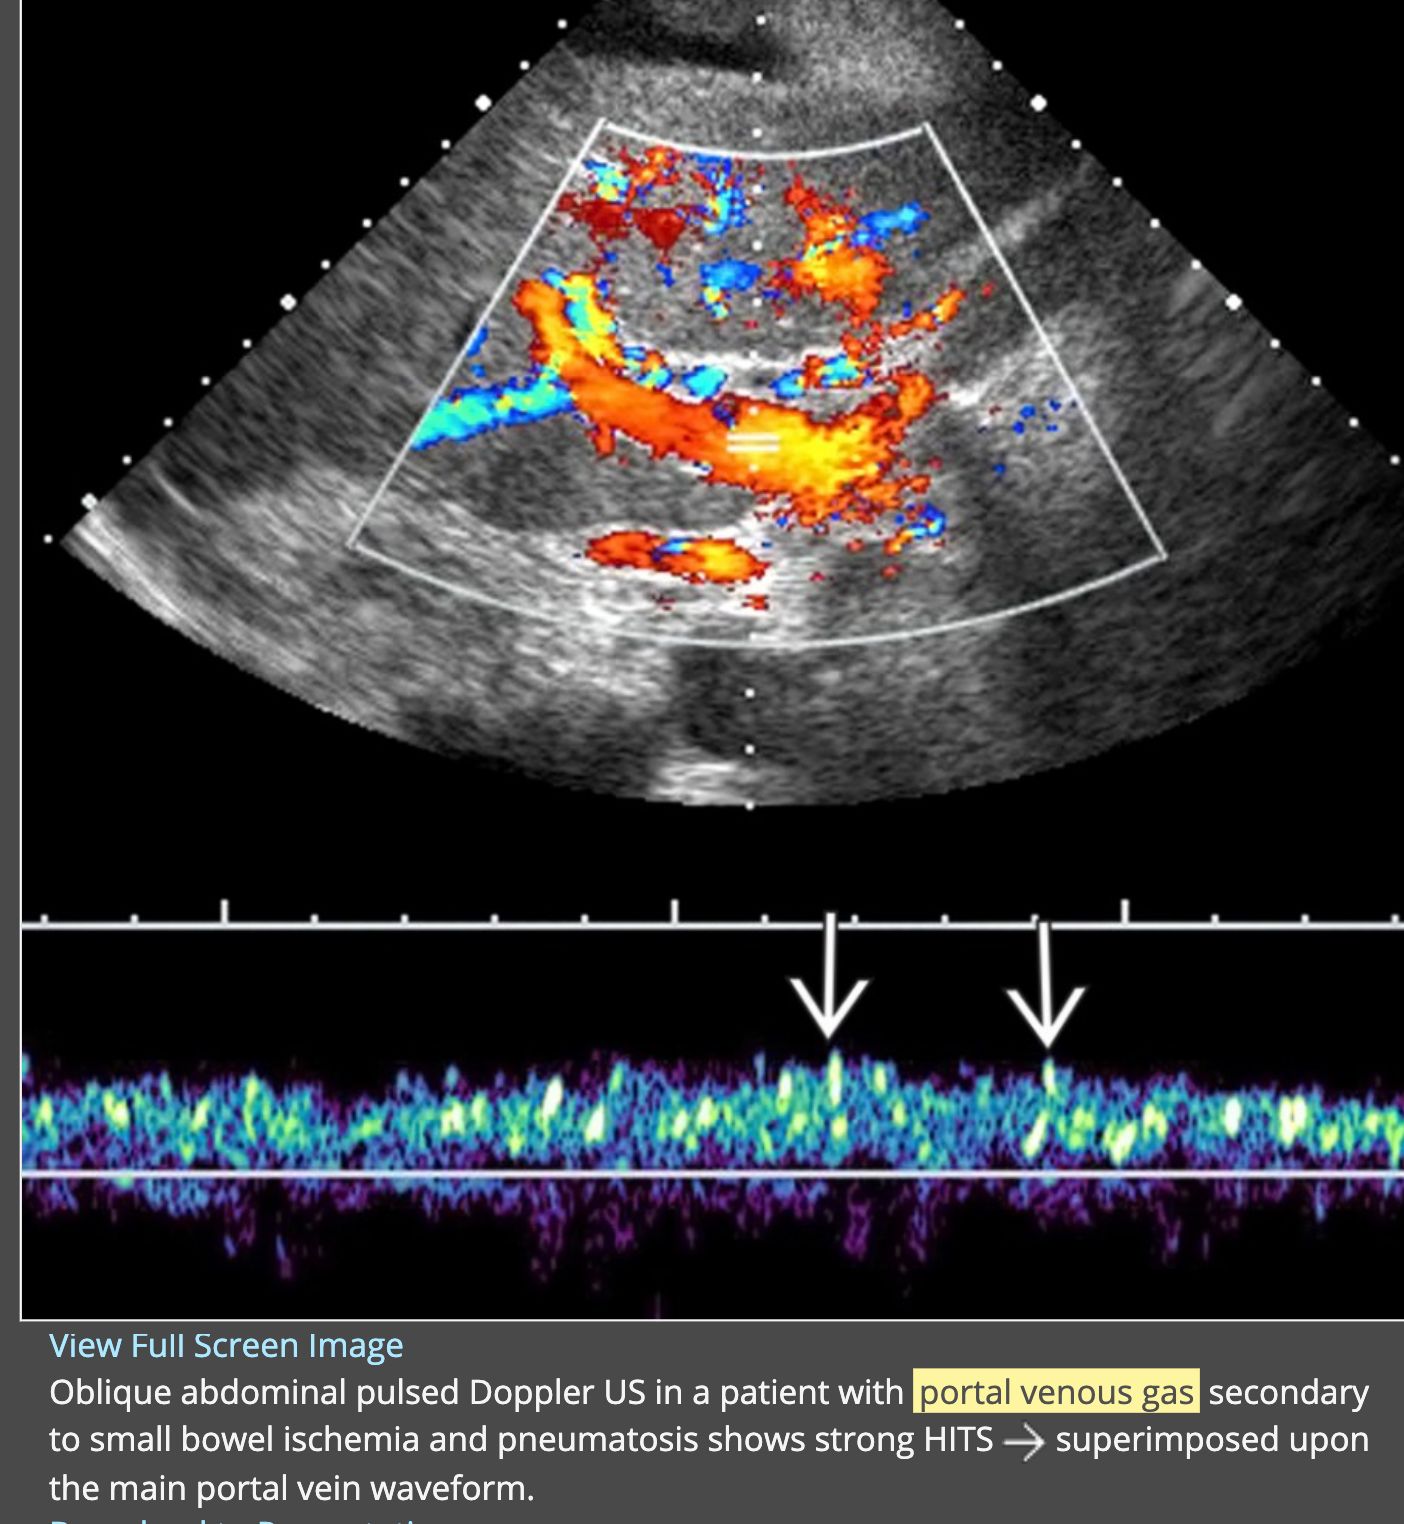 View Full Screen Image
Oblique abdominal pulsed Doppler US in a patient with portal venous gas secondary
to small bowel ischemia and pneumatosis shows strong HITS → superimposed upon
the main portal vein waveform.